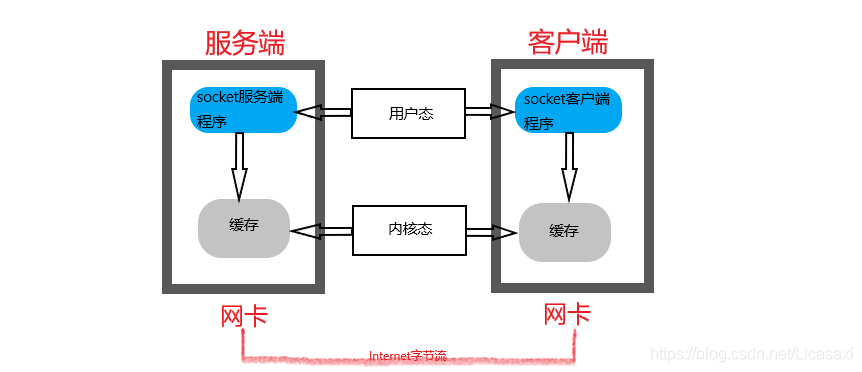 服务端
客户端
socket服务端
程序
用户态
socket客户端
程序
缓存
内核态
缓存
网卡
网卡
Internet字节流
https://blog.csdn.net/Licasaxi